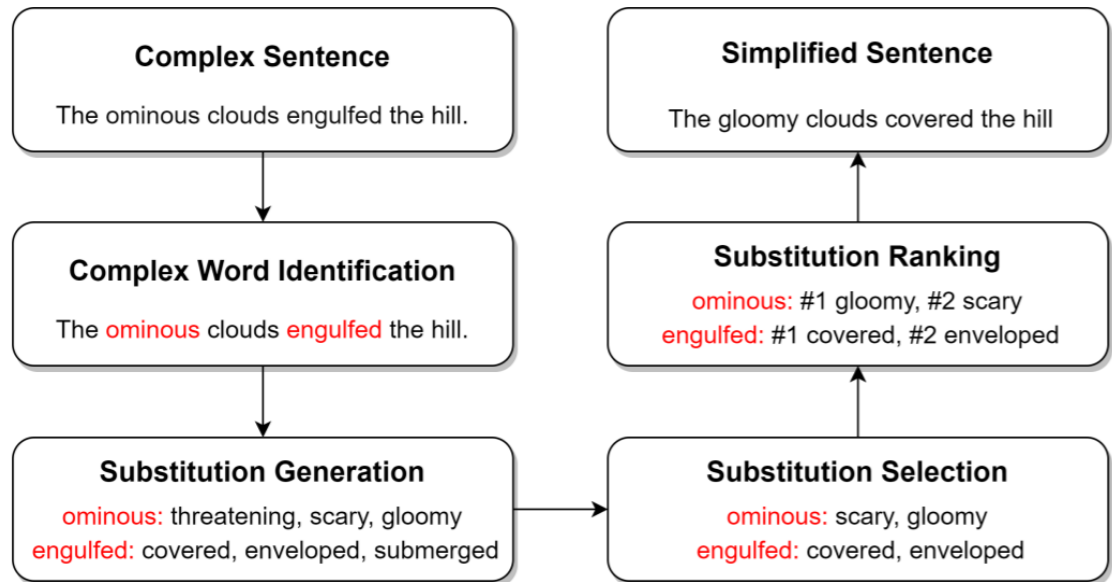 Complex Sentence
The ominous clouds engulfed the hill.
Complex Word Identification
The ominous clouds engulfed the hill.
Substitution Generation
ominous: threatening, scary, gloomy
engulfed: covered, enveloped, submerged
Substitution Selection
ominous: scary, gloomy
engulfed: covered, enveloped
Substitution Ranking
ominous: #1 gloomy, #2 scary
engulfed: #1 covered, #2 enveloped
Simplified Sentence
The gloomy clouds covered the hill